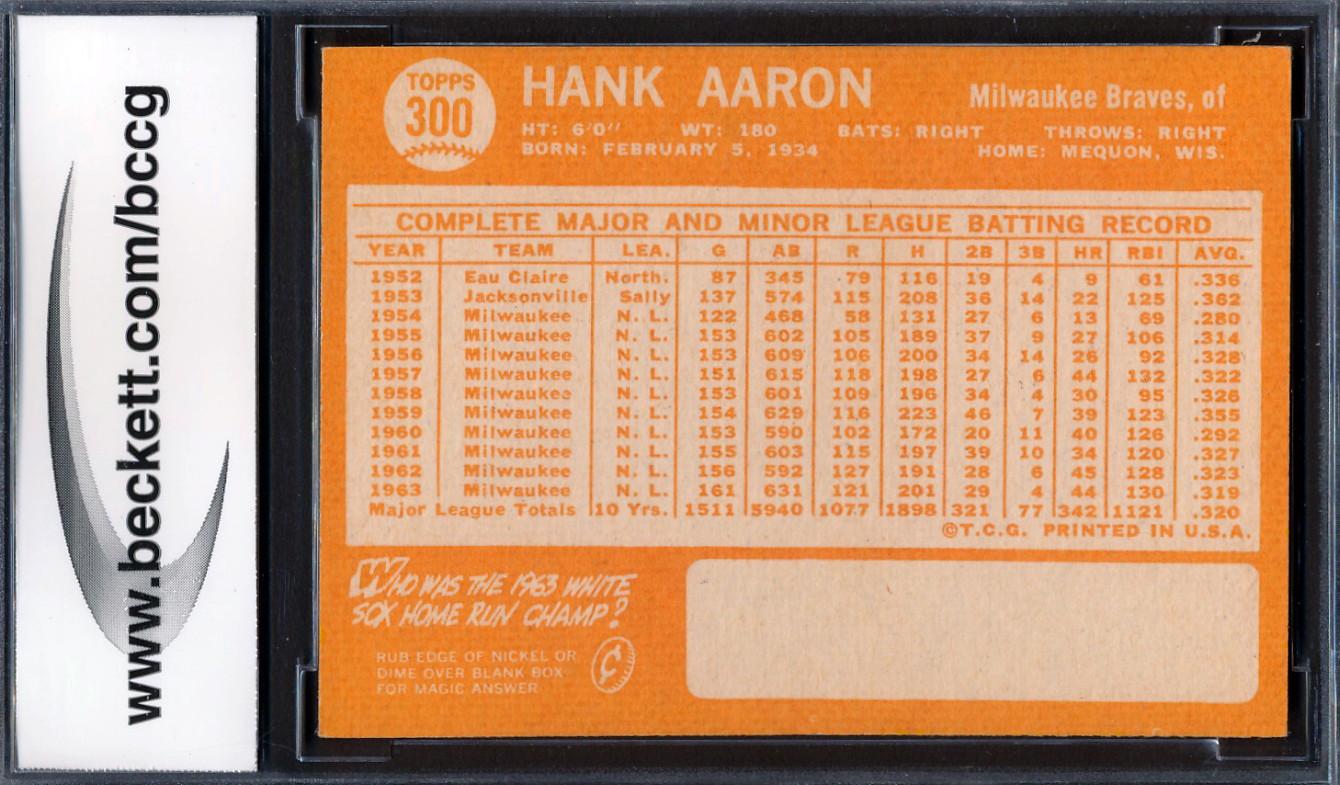 www.beckett.com/bccg
TOPPS
300
HANK AARON
Milwaukee Braves, of
HT: 6'0" WT: 180 BATS: RIGHT THROWS: RIGHT
BORN: FEBRUARY 5, 1934 HOME: MEQUON, WIS.
COMPLETE MAJOR AND MINOR LEAGUE BATTING RECORD
YEAR TEAM LEA. G AB R H 2B 3B HR RBI AVG.
1952 Eau Claire North. 87 345 79 116 19 4 9 61 .336
1953 Jacksonville Sally 137 574 115 208 36 14 22 125 .362
1954 Milwaukee N. L. 122 468 58 131 27 6 13 69 .280
1955 Milwaukee N. L. 153 602 105 189 37 9 27 106 .314
1956 Milwaukee N. L. 153 609 106 200 34 14 26 92 .328
1957 Milwaukee N. L. 151 615 118 198 27 6 44 132 .322
1958 Milwaukee N. L. 153 601 109 196 34 4 30 95 .326
1959 Milwaukee N. L. 154 629 116 223 46 7 39 123 .355
1960 Milwaukee N. L. 153 590 102 172 20 11 40 126 .292
1961 Milwaukee N. L. 155 603 115 197 39 10 34 120 .327
1962 Milwaukee N. L. 156 592 127 191 28 6 45 128 .323
1963 Milwaukee N. L. 161 631 121 201 29 4 44 130 .319
Major League Totals 10 Yrs. 1511 5940 1077 1898 321 77 342 1121 .320
©T.C.G. PRINTED IN U.S.A.
WHO WAS THE 1963 WHITE
SOX HOME RUN CHAMP?
RUB EDGE OF NICKEL OR
DIME OVER BLANK BOX
FOR MAGIC ANSWER
¢